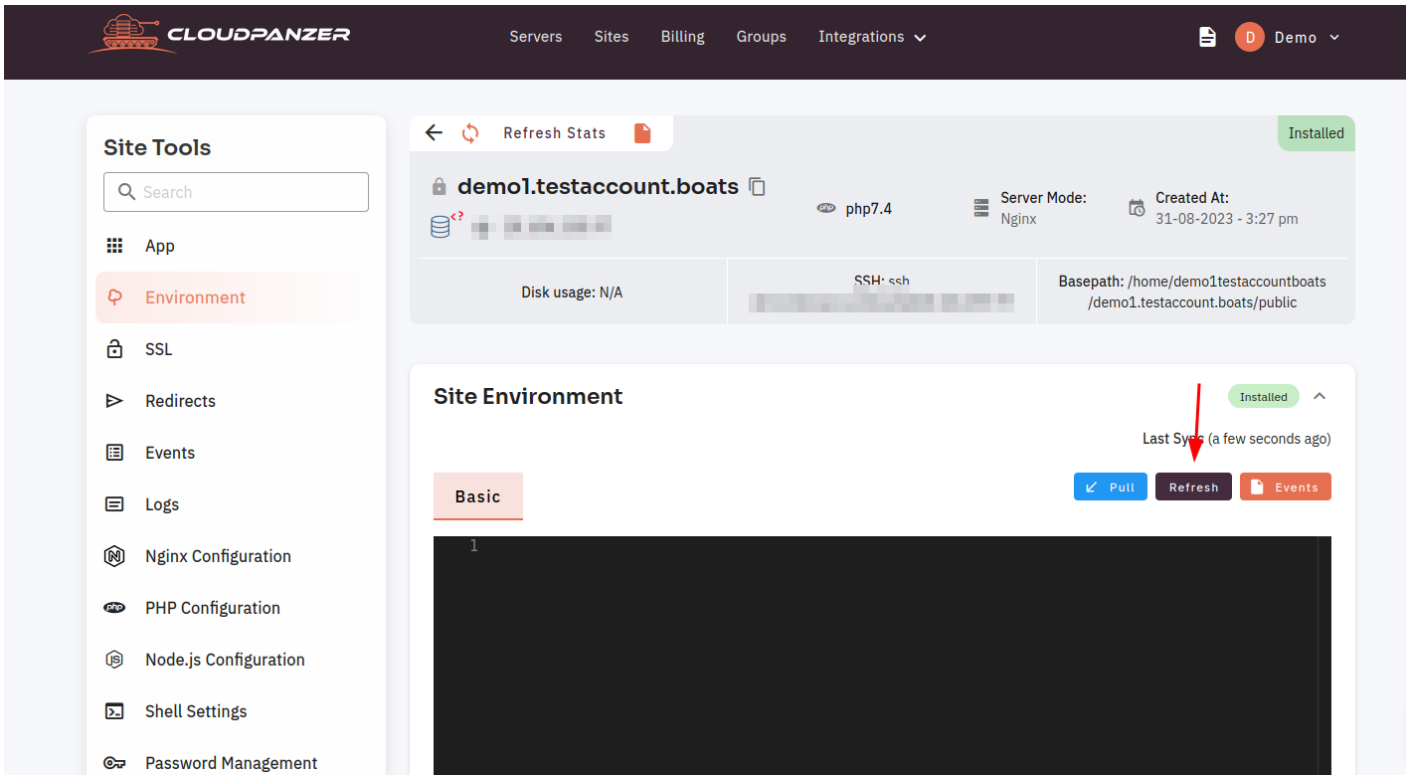 CLOUDPANZER
Servers Sites Billing Groups Integrations
D Demo
Site Tools
Search
App
Environment
SSL
Redirects
Events
Logs
Nginx Configuration
PHP Configuration
Node.js Configuration
Shell Settings
Password Management
Refresh Stats
Installed
demo1.testaccount.boats
<?
php php7.4
Server Mode:
Nginx
Created At:
31-08-2023 - 3:27 pm
Disk usage: N/A
SSH: ssh
Basepath: /home/demo1testaccountboats
/demo1.testaccount.boats/public
Site Environment
Installed
Last Sync (a few seconds ago)
Basic
Pull Refresh Events
1